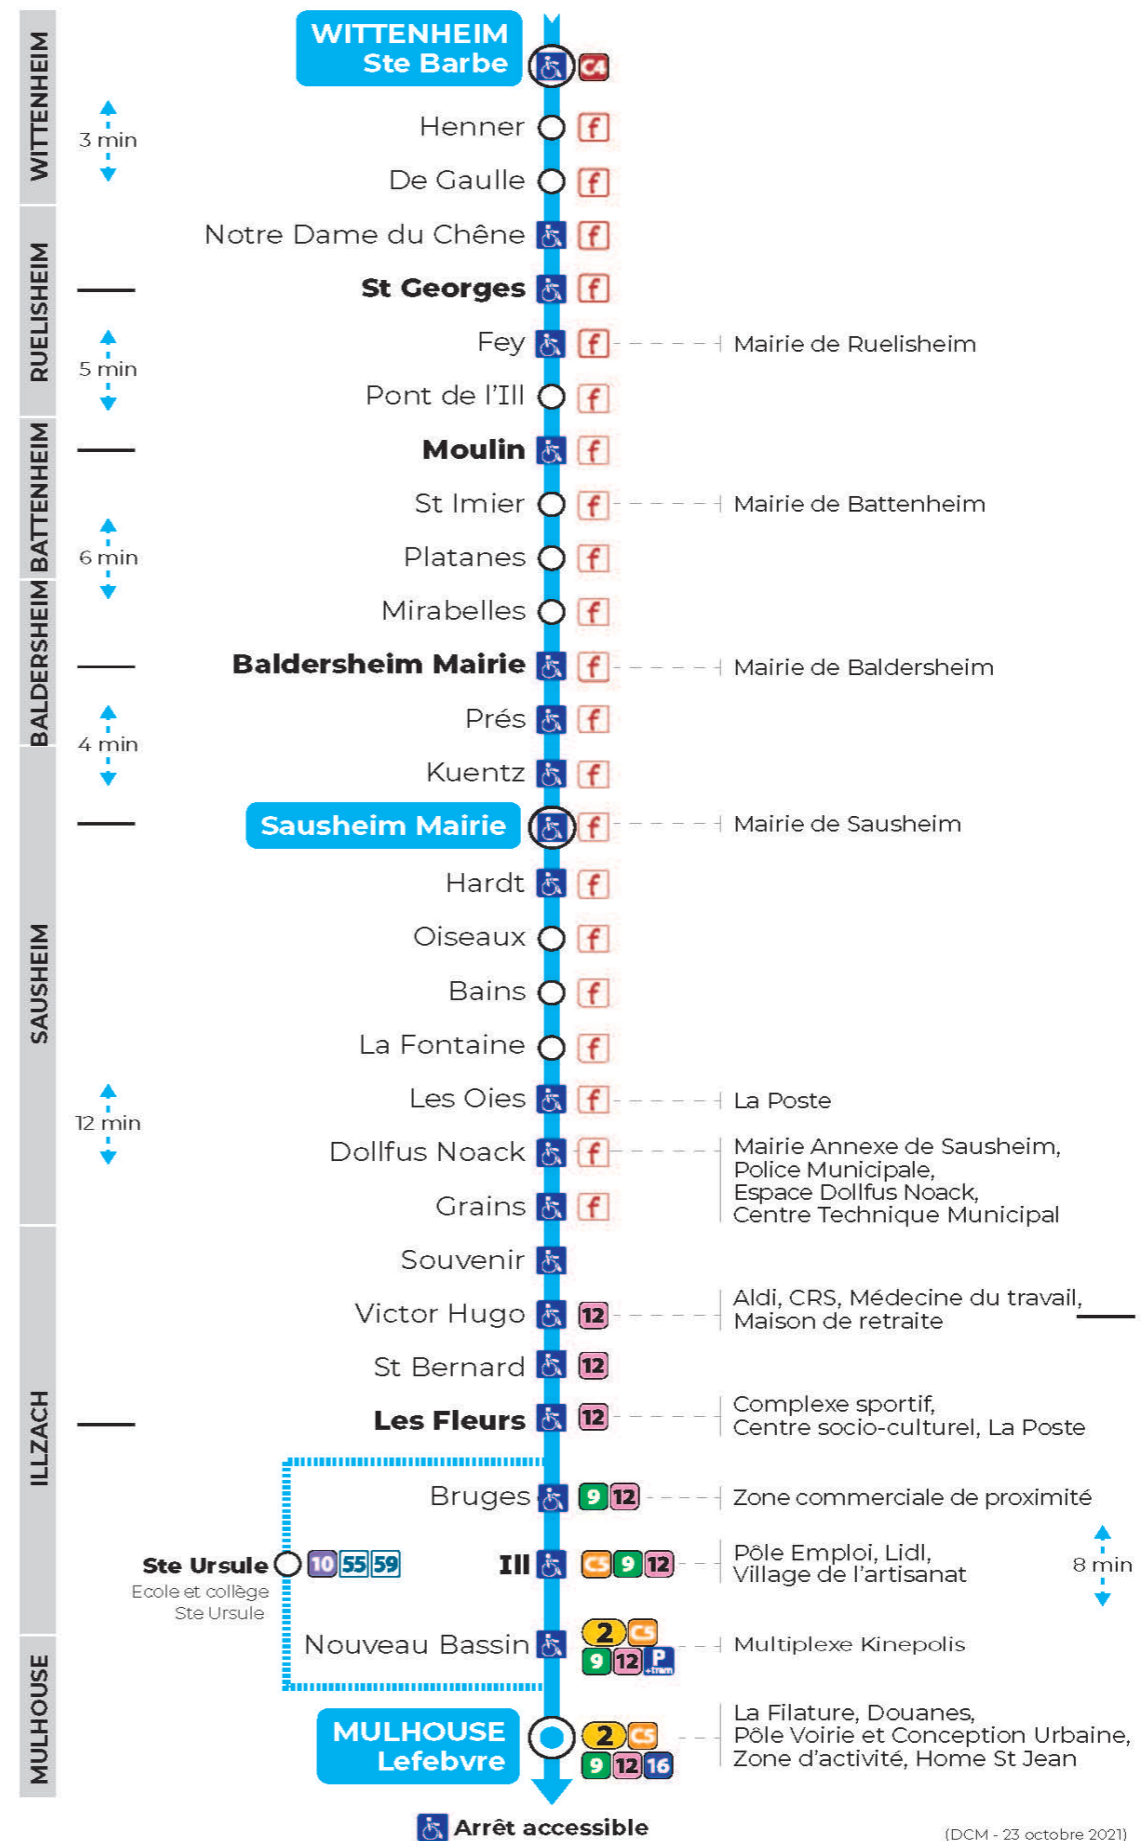 WITTENHEIM
Ste Barbe
C4
WITTENHEIM
3 min
Henner
f
De Gaulle
f
RUELISHEIM
Notre Dame du Chêne
f
St Georges
f
Fey
f
Mairie de Ruelisheim
5 min
Pont de l'Ill
f
BATTENHEIM
Moulin
f
St Imier
f
Mairie de Battenheim
6 min
Platanes
f
BALDERSHEIM
Mirabelles
f
Baldersheim Mairie
f
Mairie de Baldersheim
Prés
f
4 min
Kuentz
f
SAUSHEIM
Sausheim Mairie
f
Mairie de Sausheim
Hardt
f
Oiseaux
f
Bains
f
La Fontaine
f
Les Oies
f
La Poste
12 min
Dollfus Noack
f
Mairie Annexe de Sausheim,
Police Municipale,
Espace Dollfus Noack,
Centre Technique Municipal
Grains
f
ILLZACH
Souvenir
Victor Hugo
12
Aldi, CRS, Médecine du travail,
Maison de retraite
St Bernard
12
Les Fleurs
12
Complexe sportif,
Centre socio-culturel, La Poste
Bruges
9 12
Zone commerciale de proximité
Ste Ursule
10 55 59
Ecole et collège
Ste Ursule
Ill
C5 9 12
Pôle Emploi, Lidl,
Village de l'artisanat
8 min
MULHOUSE
Nouveau Bassin
2 C5
9 12 P
+tram
Multiplexe Kinepolis
MULHOUSE
Lefebvre
2 C5
9 12 16
La Filature, Douanes,
Pôle Voirie et Conception Urbaine,
Zone d'activité, Home St Jean
Arrêt accessible
(DCM - 23 octobre 2021)